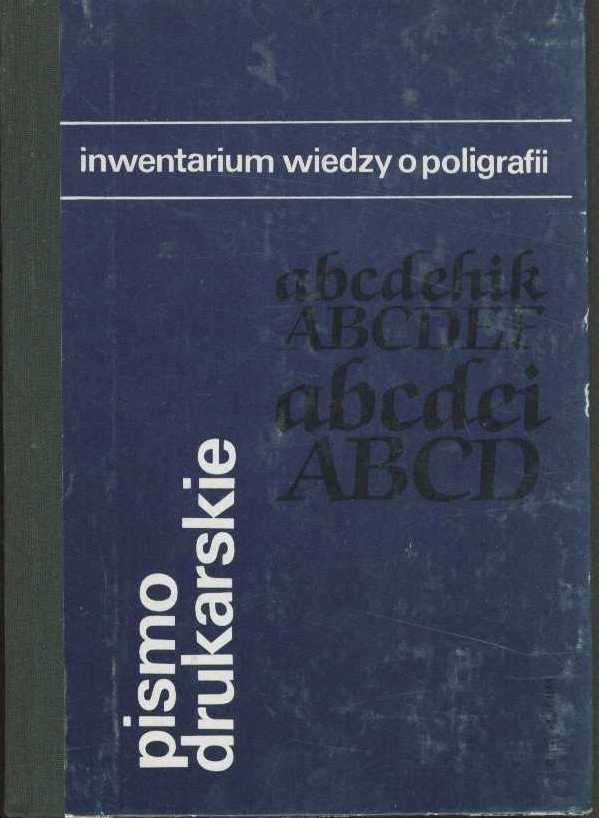 inwentarium wiedzy o poligrafii
abcdehik
ABCDEF
abcdei
ABCD
pismo
drukarskie